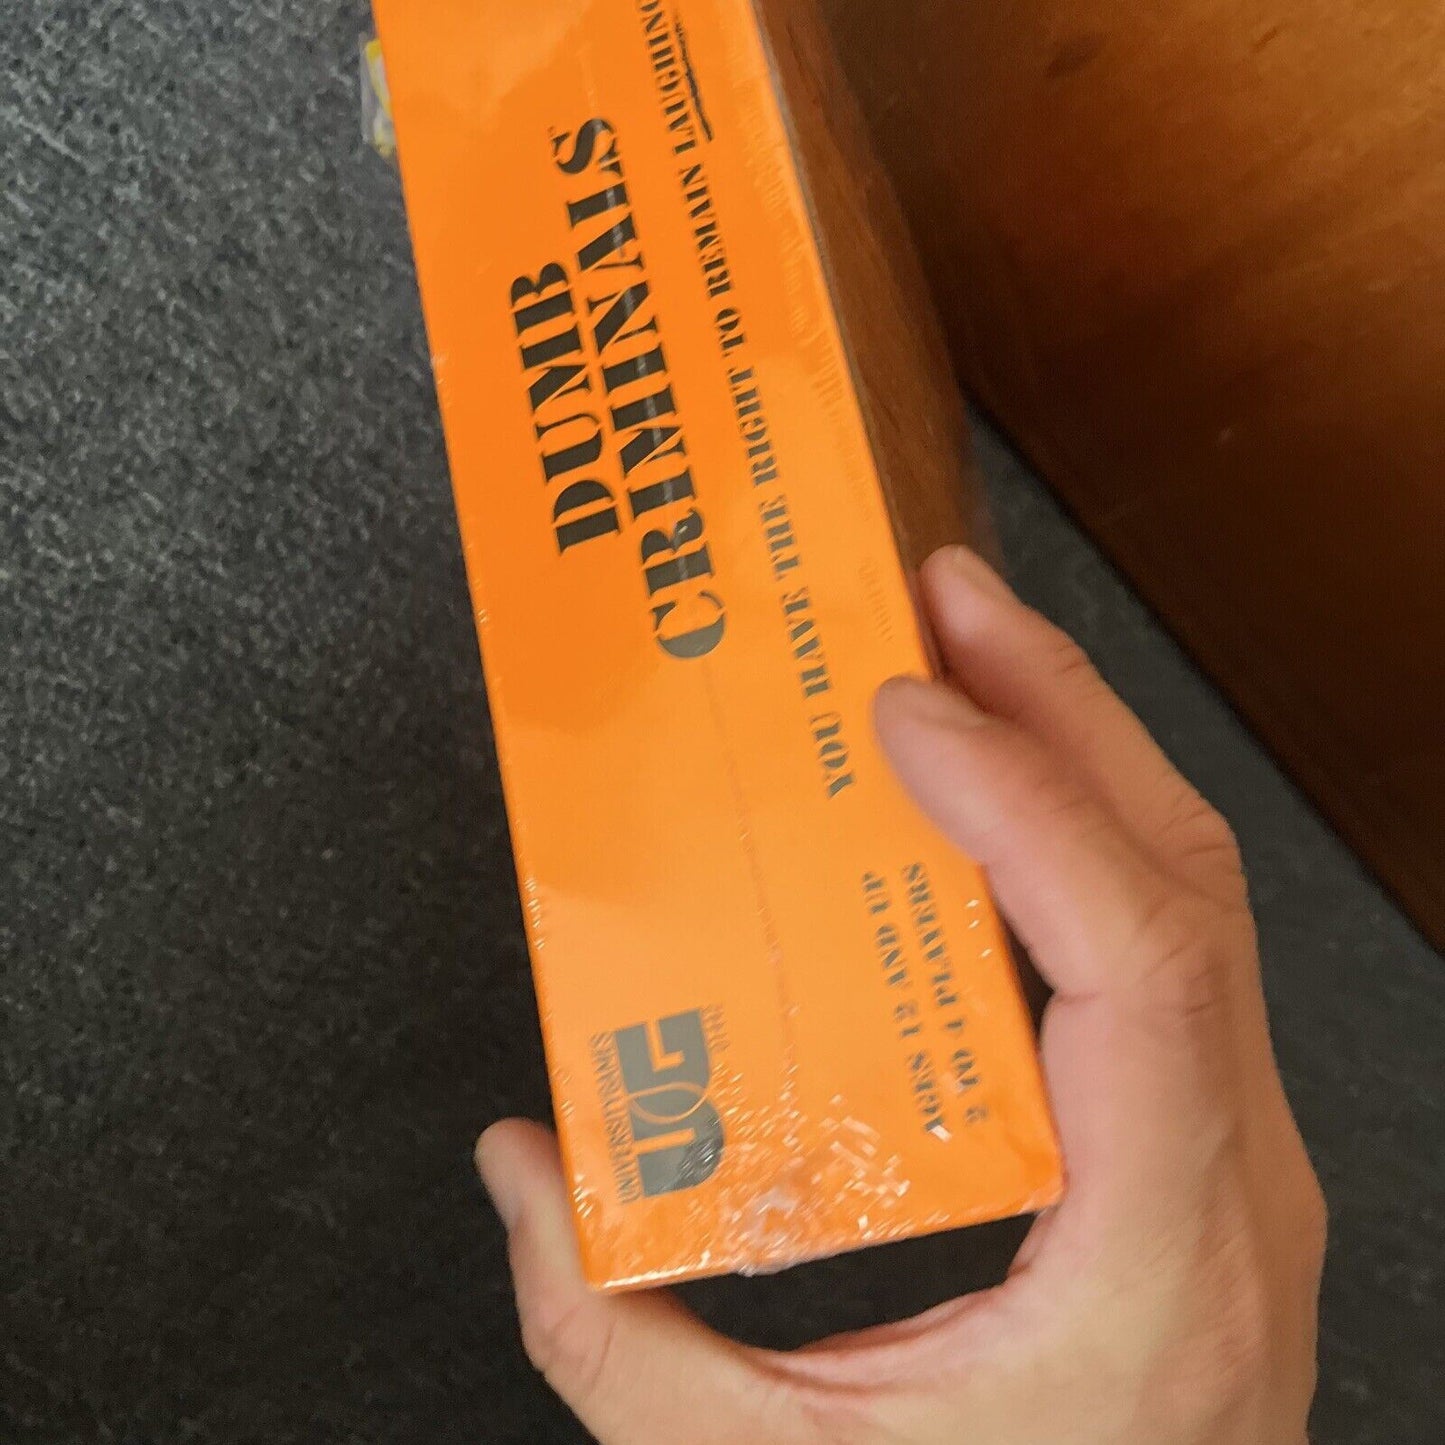 DUMB
CRIMINALS™
YOU HAVE THE RIGHT TO REMAIN LAUGHING
AGES 12 AND UP
2 TO 4 PLAYERS
UNIVERSITY GAMES
UG